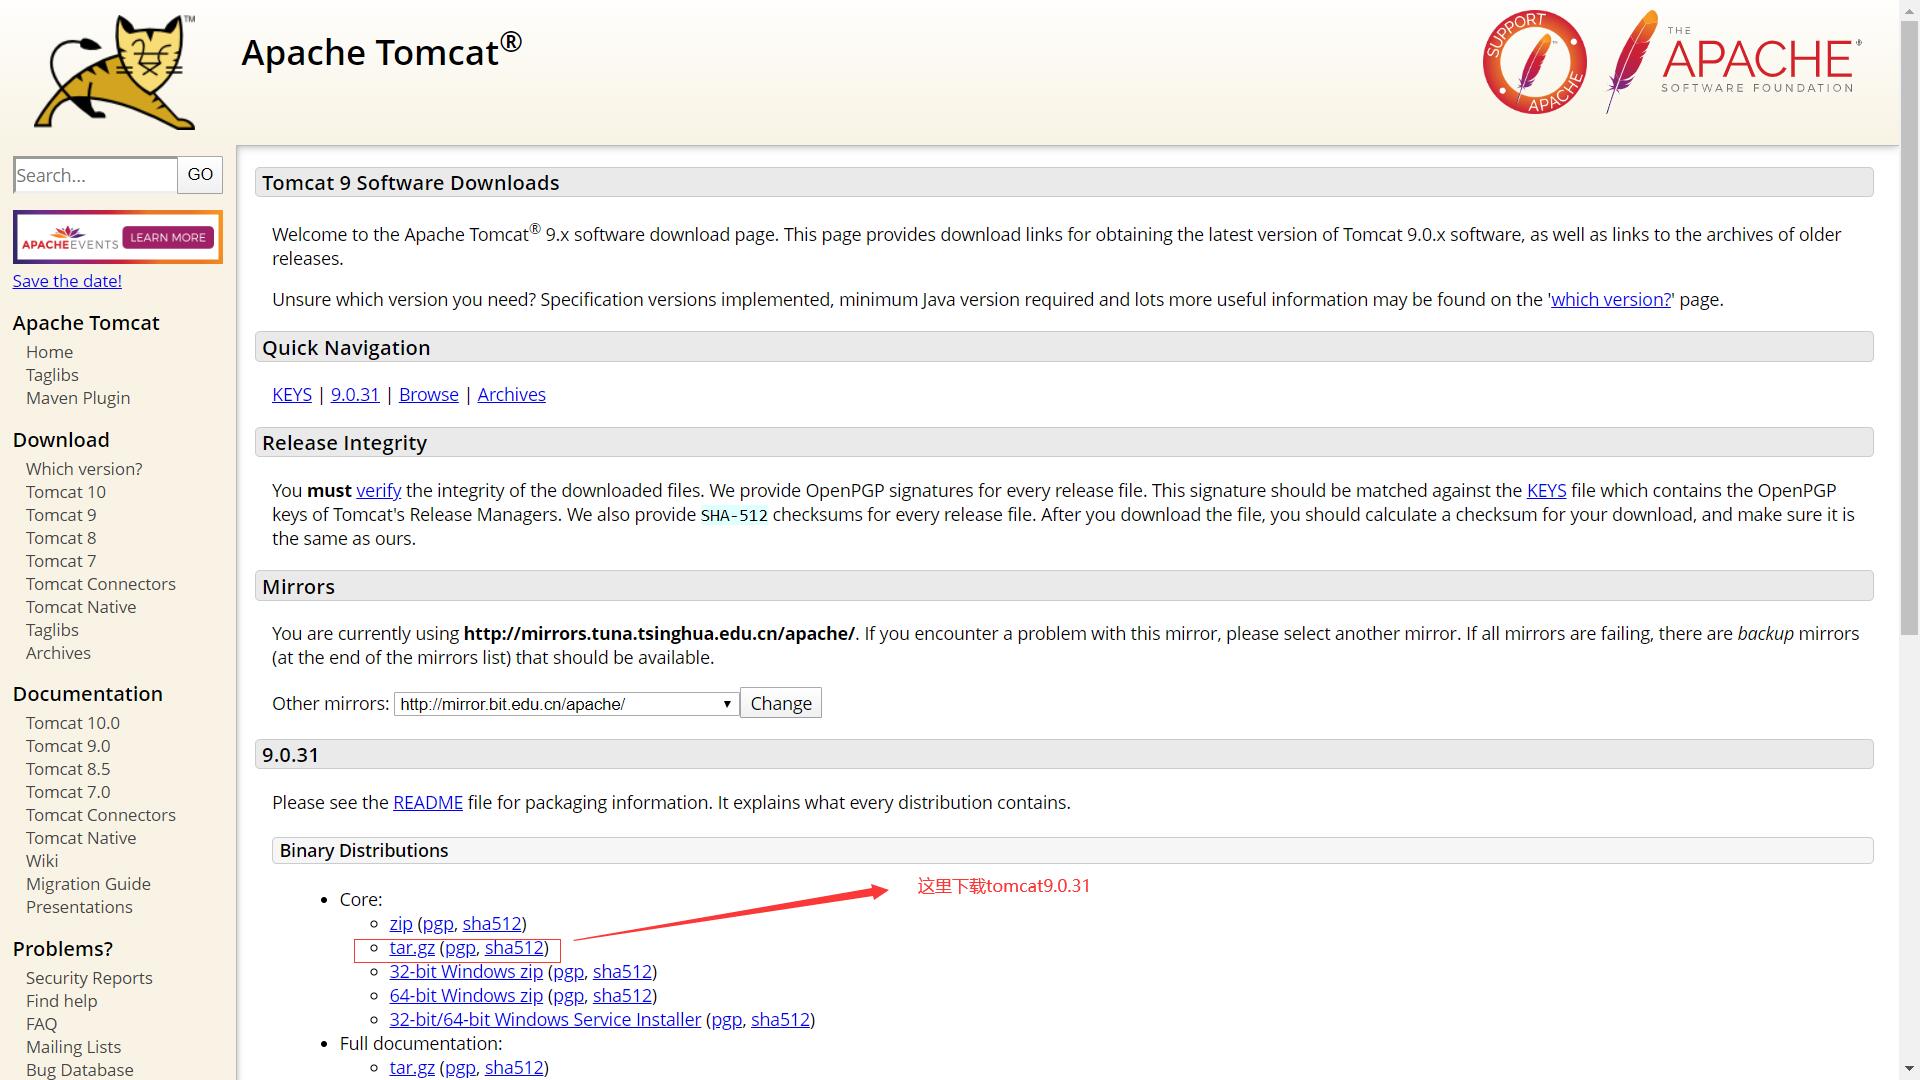 TM
Apache Tomcat®
SUPPORT APACHE
THE
APACHE®
SOFTWARE FOUNDATION
Search...
GO
APACHEEVENTS LEARN MORE
Save the date!
Apache Tomcat
Home
Taglibs
Maven Plugin
Download
Which version?
Tomcat 10
Tomcat 9
Tomcat 8
Tomcat 7
Tomcat Connectors
Tomcat Native
Taglibs
Archives
Documentation
Tomcat 10.0
Tomcat 9.0
Tomcat 8.5
Tomcat 7.0
Tomcat Connectors
Tomcat Native
Wiki
Migration Guide
Presentations
Problems?
Security Reports
Find help
FAQ
Mailing Lists
Bug Database
Tomcat 9 Software Downloads
Welcome to the Apache Tomcat® 9.x software download page. This page provides download links for obtaining the latest version of Tomcat 9.0.x software, as well as links to the archives of older
releases.
Unsure which version you need? Specification versions implemented, minimum Java version required and lots more useful information may be found on the 'which version?' page.
Quick Navigation
KEYS | 9.0.31 | Browse | Archives
Release Integrity
You must verify the integrity of the downloaded files. We provide OpenPGP signatures for every release file. This signature should be matched against the KEYS file which contains the OpenPGP
keys of Tomcat's Release Managers. We also provide SHA-512 checksums for every release file. After you download the file, you should calculate a checksum for your download, and make sure it is
the same as ours.
Mirrors
You are currently using http://mirrors.tuna.tsinghua.edu.cn/apache/. If you encounter a problem with this mirror, please select another mirror. If all mirrors are failing, there are backup mirrors
(at the end of the mirrors list) that should be available.
Other mirrors: http://mirror.bit.edu.cn/apache/ Change
9.0.31
Please see the README file for packaging information. It explains what every distribution contains.
Binary Distributions
Core:
zip (pgp, sha512)
tar.gz (pgp, sha512)
这里下载tomcat9.0.31
32-bit Windows zip (pgp, sha512)
64-bit Windows zip (pgp, sha512)
32-bit/64-bit Windows Service Installer (pgp, sha512)
Full documentation:
tar.gz (pgp, sha512)